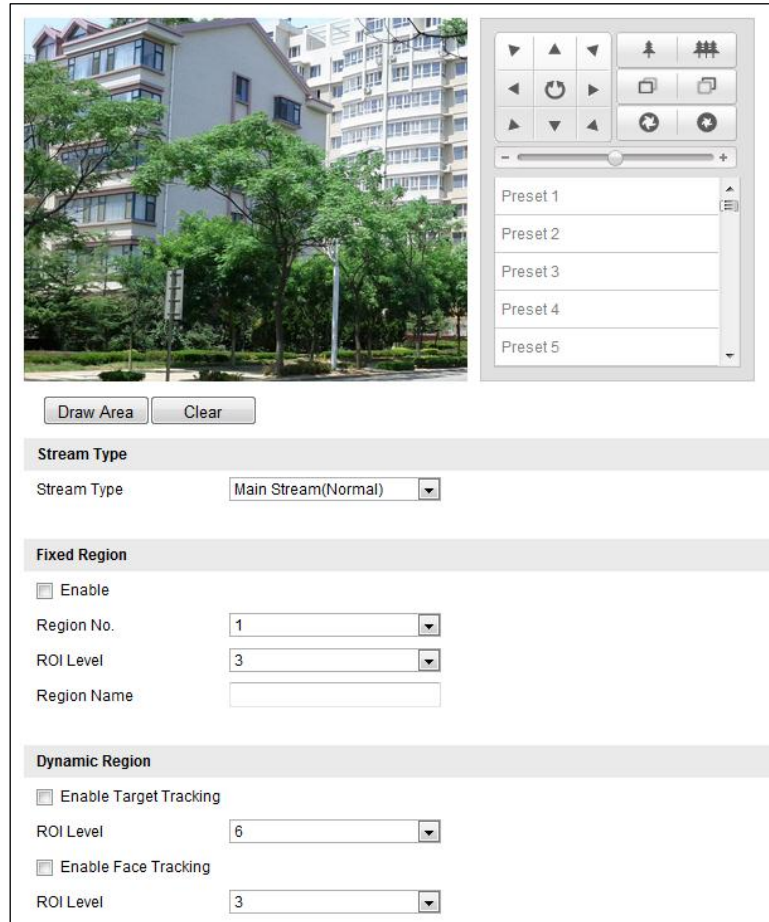 Preset 1
Preset 2
Preset 3
Preset 4
Preset 5
Draw Area Clear
Stream Type
Stream Type Main Stream(Normal)
Fixed Region
Enable
Region No. 1
ROI Level 3
Region Name
Dynamic Region
Enable Target Tracking
ROI Level 6
Enable Face Tracking
ROI Level 3